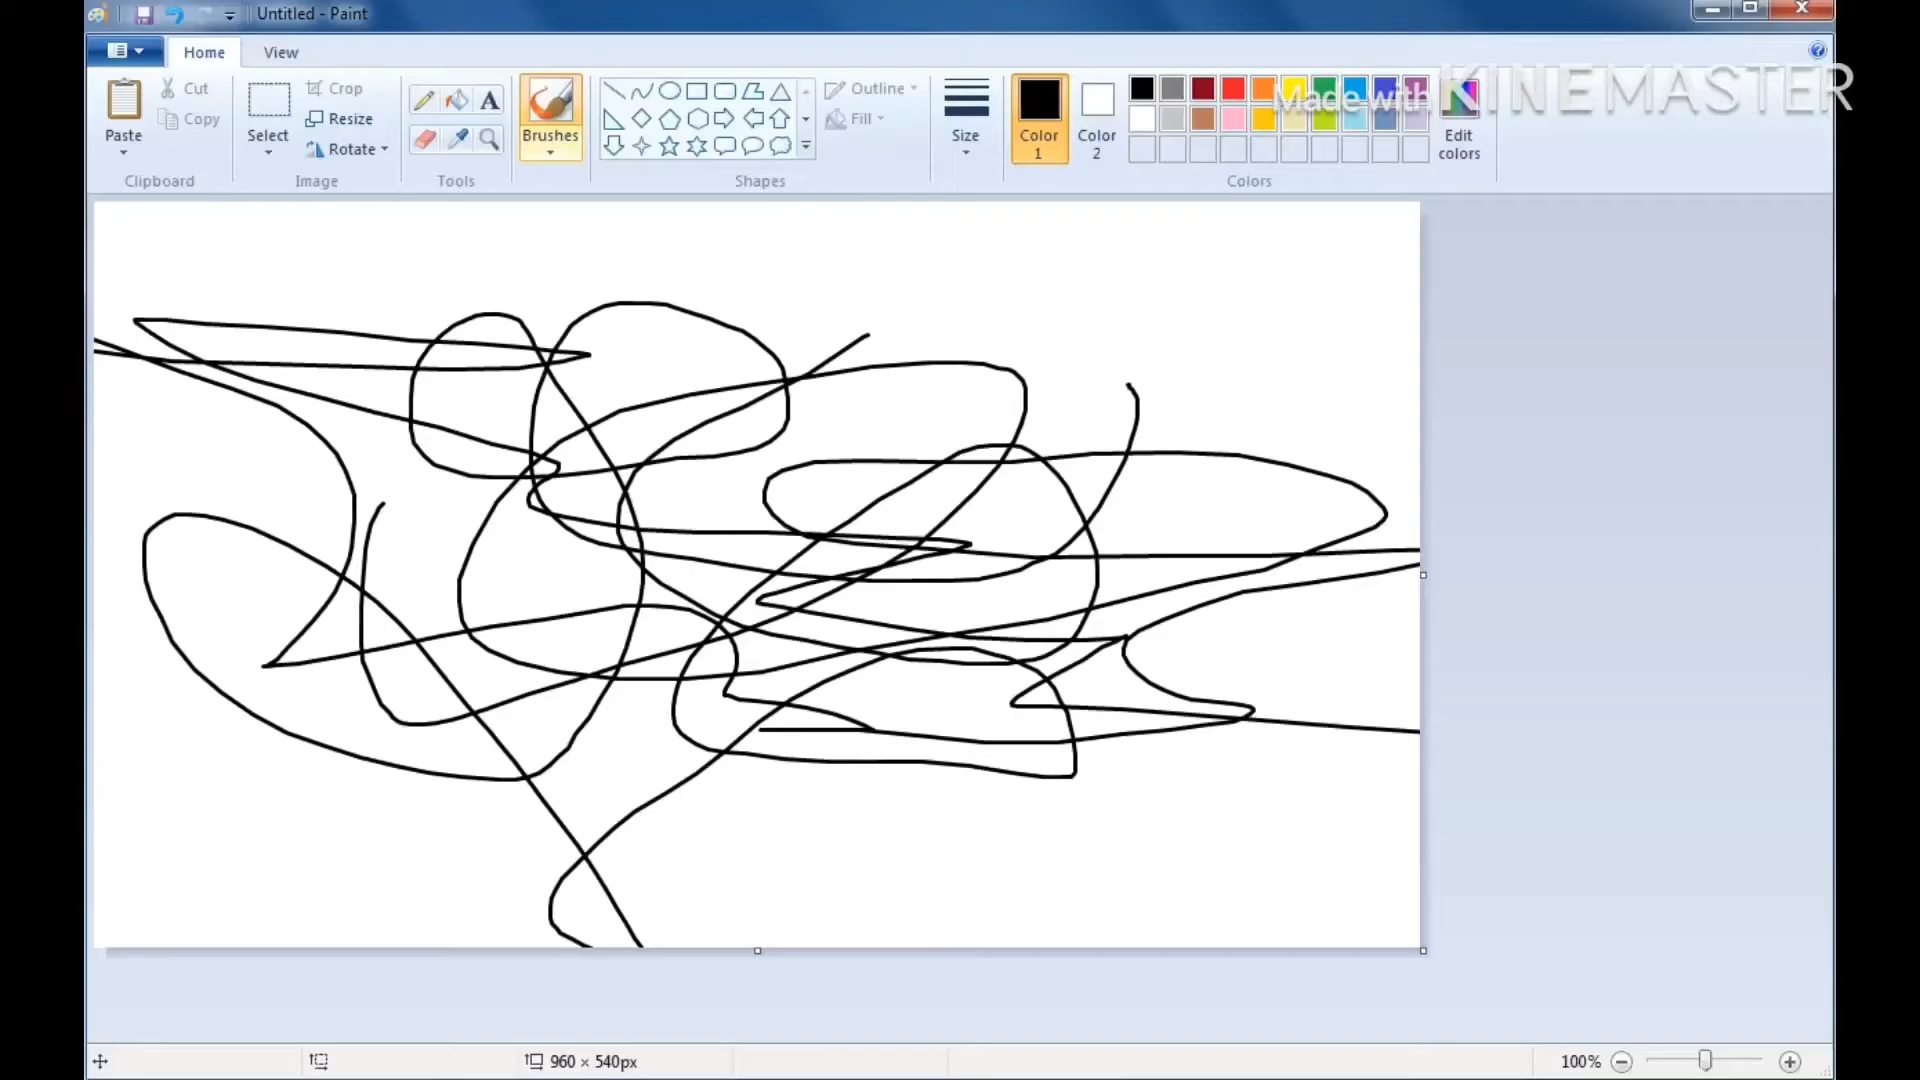 Untitled - Paint
Home View
Paste
Cut
Copy
Clipboard
Select
Crop
Resize
Rotate
Image
A
Tools
Brushes
Outline
Fill
Shapes
Size
Color
1
Color
2
Edit
colors
Colors
Made with KINEMASTER
960 × 540px
100%